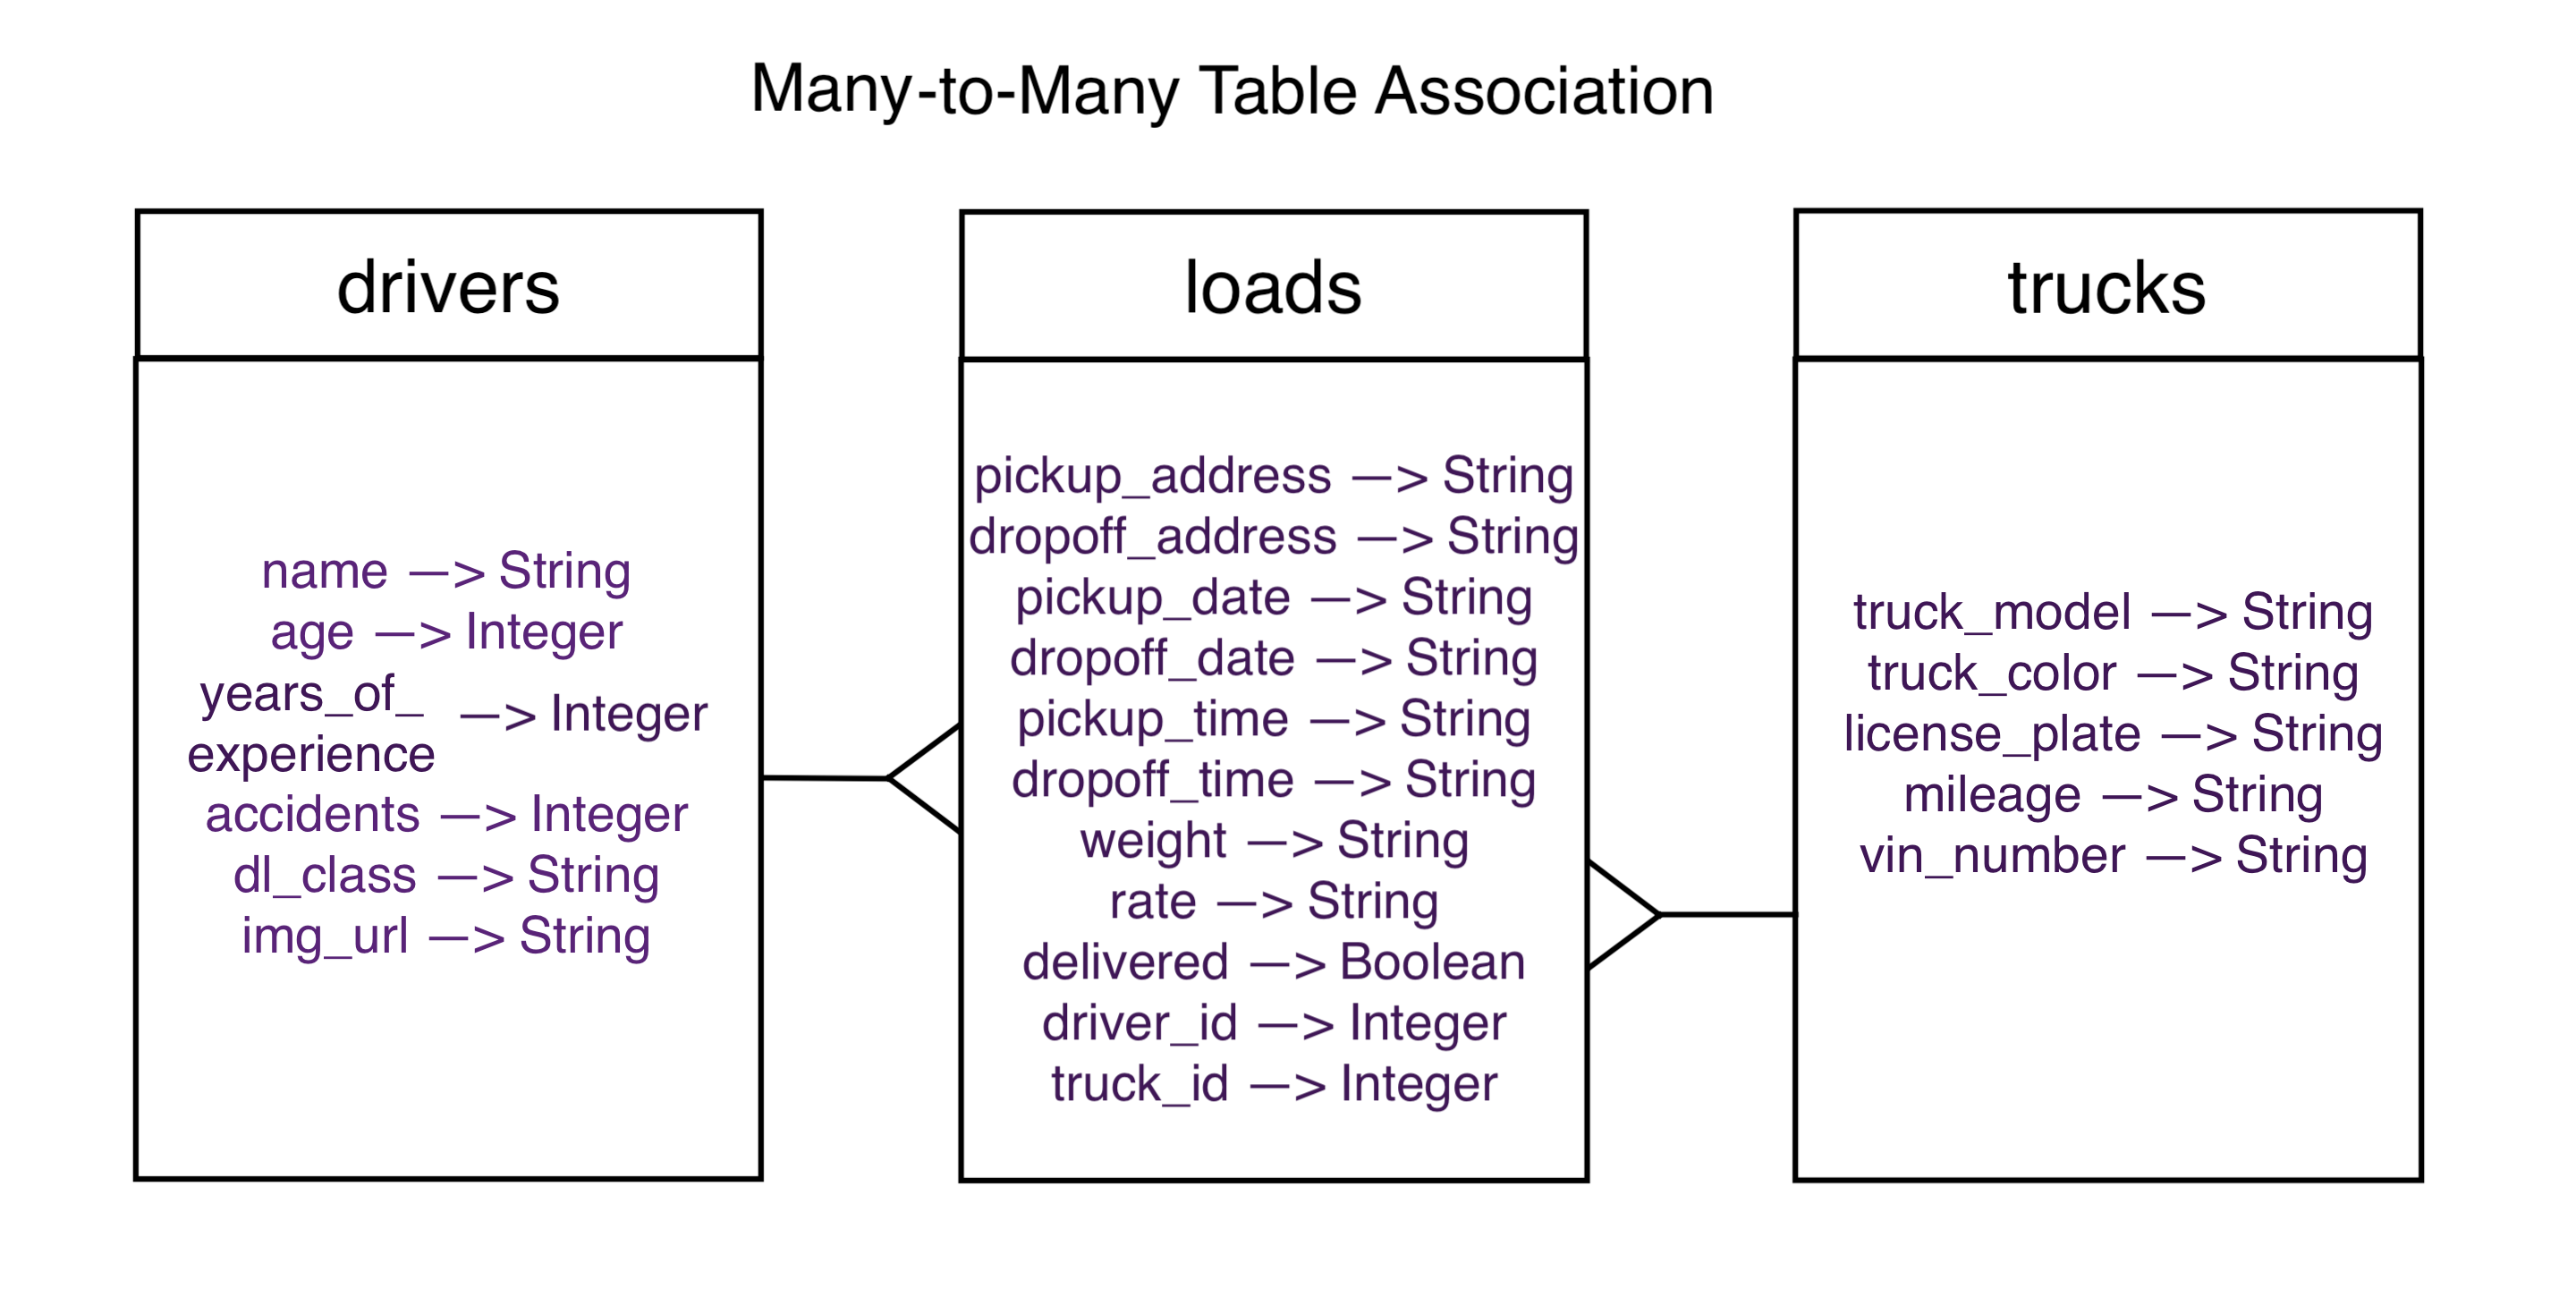 Many-to-Many Table Association
drivers
name —> String
age —> Integer
years_of_
experience —> Integer
accidents —> Integer
dl_class —> String
img_url —> String
loads
pickup_address —> String
dropoff_address —> String
pickup_date —> String
dropoff_date —> String
pickup_time —> String
dropoff_time —> String
weight —> String
rate —> String
delivered —> Boolean
driver_id —> Integer
truck_id —> Integer
trucks
truck_model —> String
truck_color —> String
license_plate —> String
mileage —> String
vin_number —> String